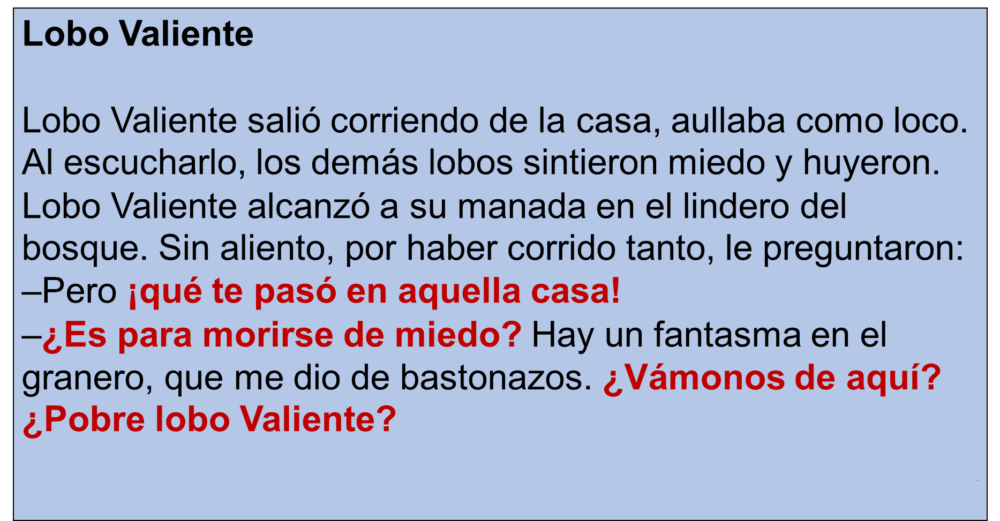 Lobo Valiente
Lobo Valiente salió corriendo de la casa, aullaba como loco.
Al escucharlo, los demás lobos sintieron miedo y huyeron.
Lobo Valiente alcanzó a su manada en el lindero del
bosque. Sin aliento, por haber corrido tanto, le preguntaron:
–Pero ¡qué te pasó en aquella casa!
–¿Es para morirse de miedo? Hay un fantasma en el
granero, que me dio de bastonazos. ¿Vámonos de aquí?
¿Pobre lobo Valiente?